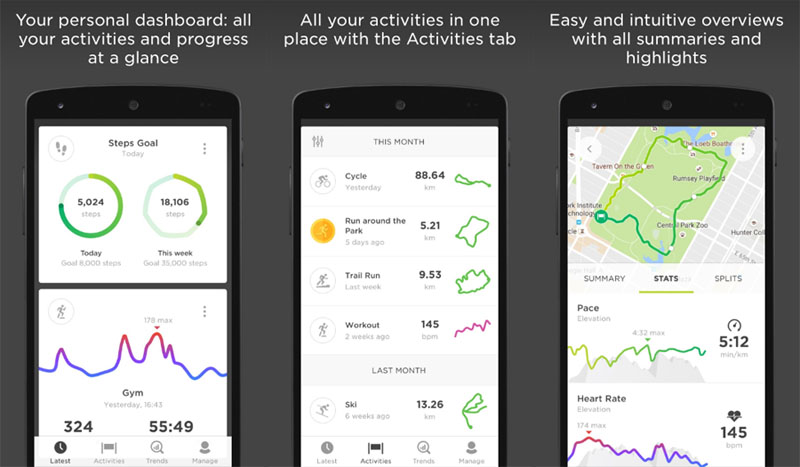 Your personal dashboard: all
your activities and progress
at a glance
Steps Goal
Today
5,024
steps
18,106
steps
Today
Goal 8,000 steps
This week
Goal 35,000 steps
178 max
Gym
Yesterday, 16:43
324
55:49
Latest
Activities
Trends
Manage
All your activities in one
place with the Activities tab
THIS MONTH
Cycle
Yesterday
88.64
km
Run around the
Park
5 days ago
5.21
km
Trail Run
Last week
9.53
km
Workout
2 weeks ago
145
bpm
LAST MONTH
Ski
6 weeks ago
13.26
km
Latest
Activities
Trends
Manage
Easy and intuitive overviews
with all summaries and
highlights
The Loeb Boath
Tavern On the Green
Rumsey Playfield
rk Institute
echnology
Central Park Zoo
Hunter Coll
SUMMARY
STATS
SPLITS
Pace
Elevation
4:32 max
5:12
min/km
Heart Rate
Elevation
174 max
145
bpm